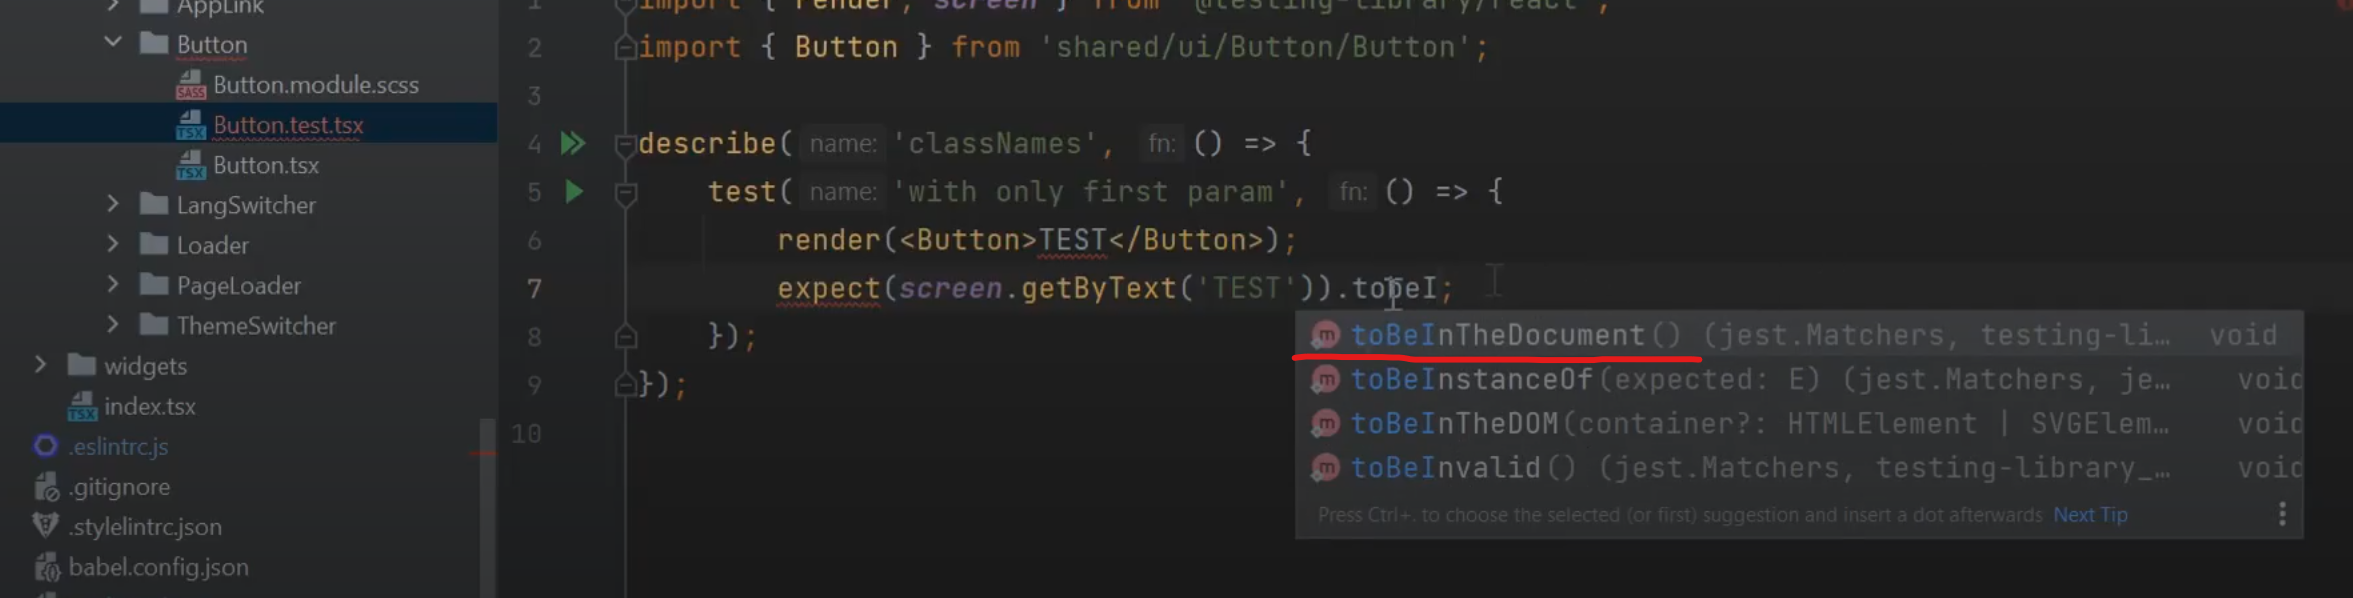 AppLink
Button
Button.module.scss
Button.test.tsx
Button.tsx
LangSwitcher
Loader
PageLoader
ThemeSwitcher
widgets
index.tsx
.eslintrc.js
.gitignore
.stylelintrc.json
babel.config.json
1 import { render, screen } from '@testing-library/react';
2 import { Button } from 'shared/ui/Button/Button';
3
4 describe( name: 'classNames', fn: () => {
5 test( name: 'with only first param', fn: () => {
6 render(<Button>TEST</Button>);
7 expect(screen.getByText('TEST')).tobeI;
8 });
9 });
10
toBeInTheDocument() (jest.Matchers, testing-li… void
toBeInstanceOf(expected: E) (jest.Matchers, je… void
toBeInTheDOM(container?: HTMLElement | SVGElem… void
toBeInvalid() (jest.Matchers, testing-library_… void
Press Ctrl+. to choose the selected (or first) suggestion and insert a dot afterwards Next Tip